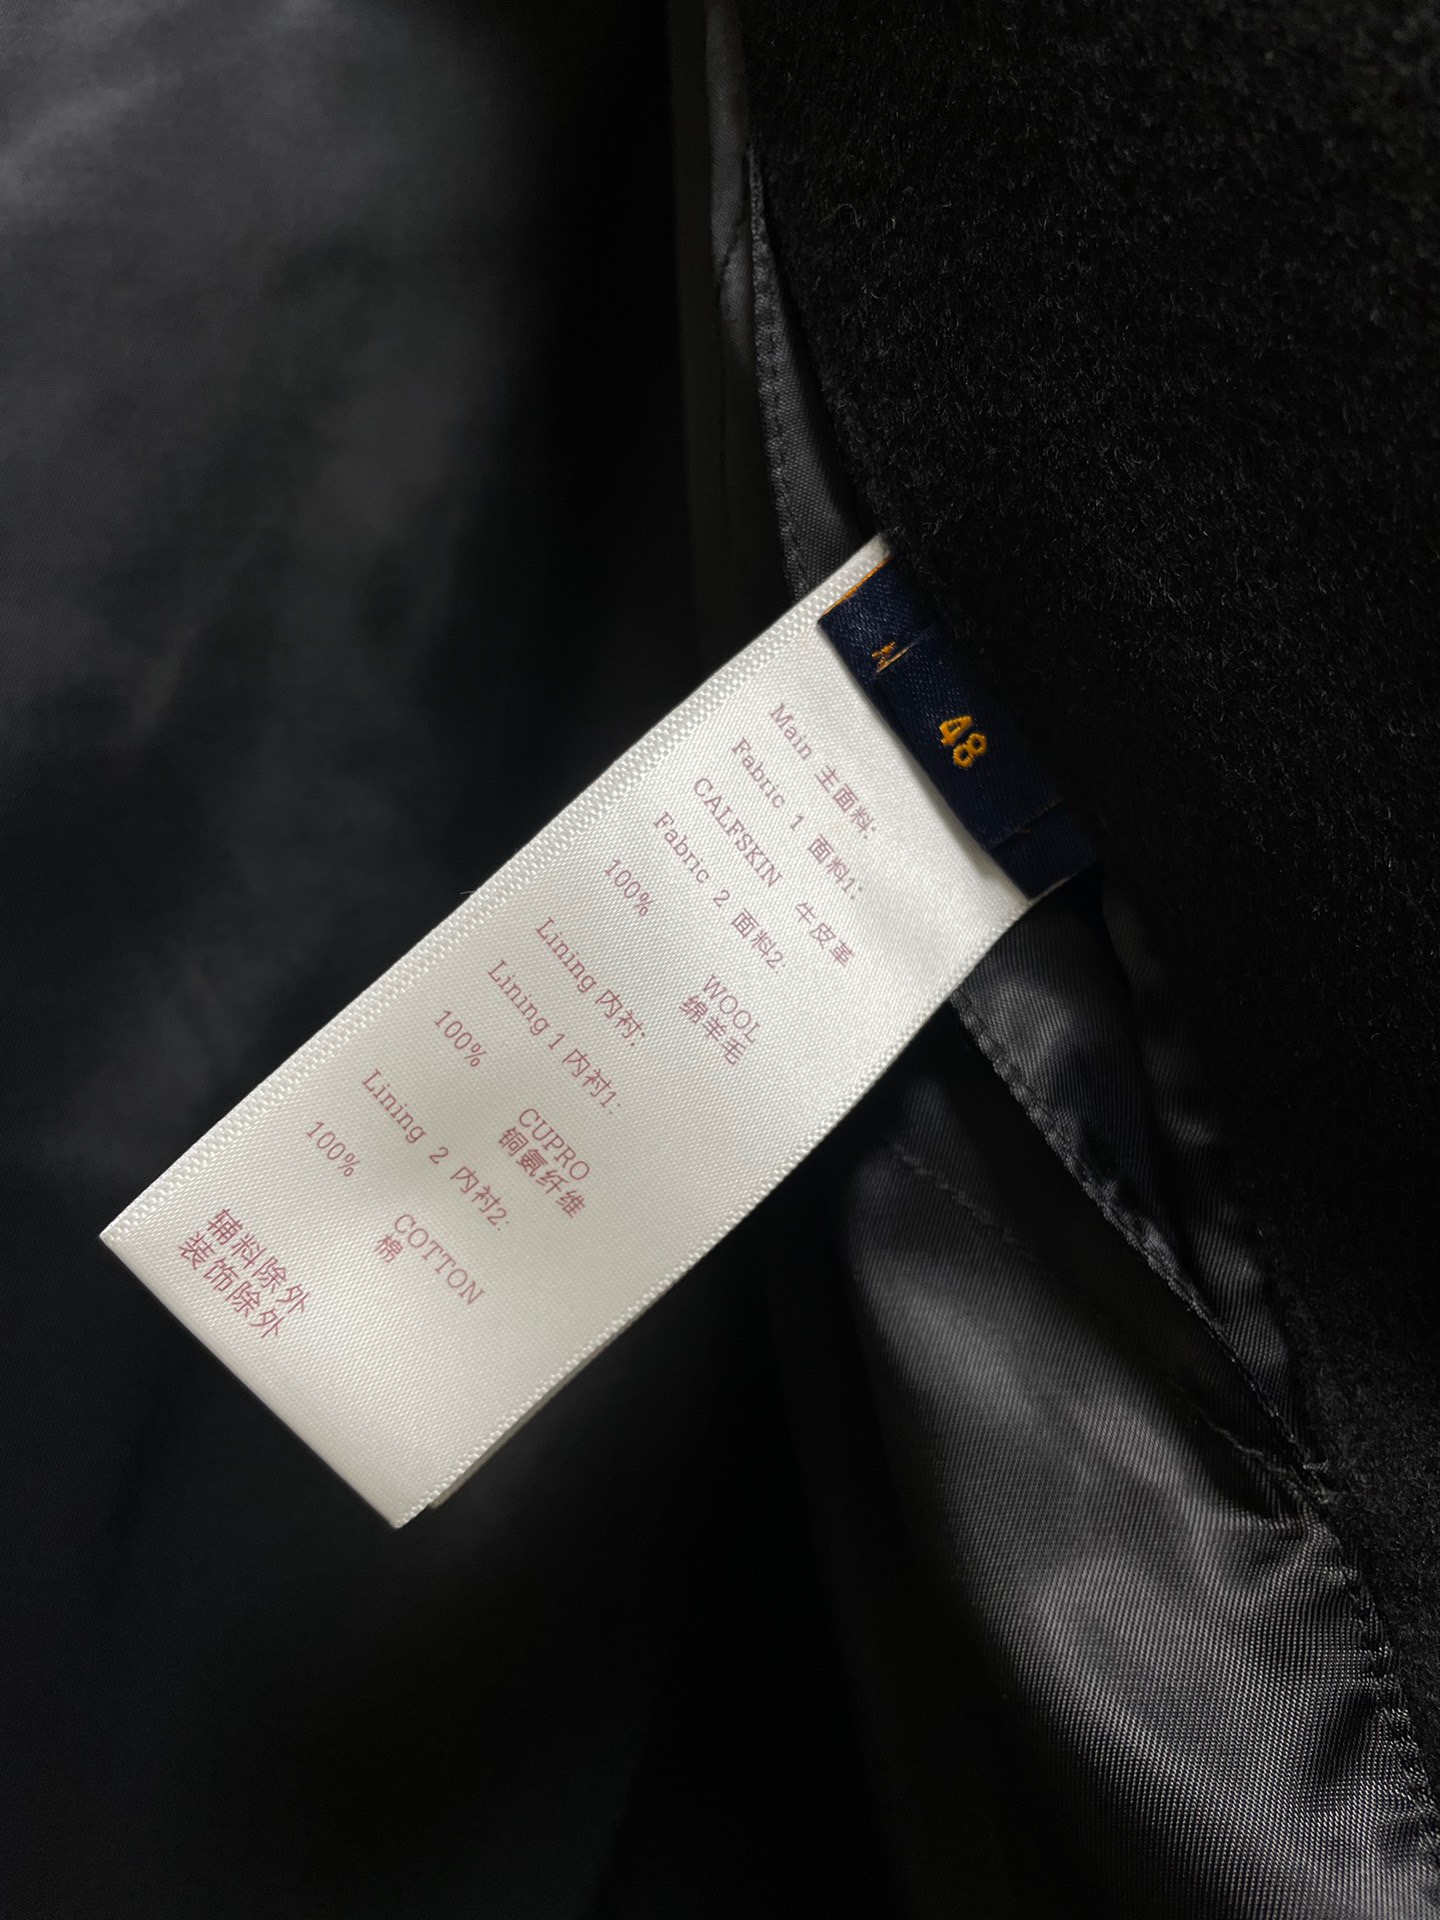 48
Main 主面料:
Fabric 1 面料1:
CALFSKIN 牛皮革
Fabric 2 面料2:
100% WOOL
绵羊毛
Lining 内衬:
Lining 1 内衬1:
100% CUPRO
铜氨纤维
Lining 2 内衬2:
100% COTTON
棉
辅料除外
装饰除外